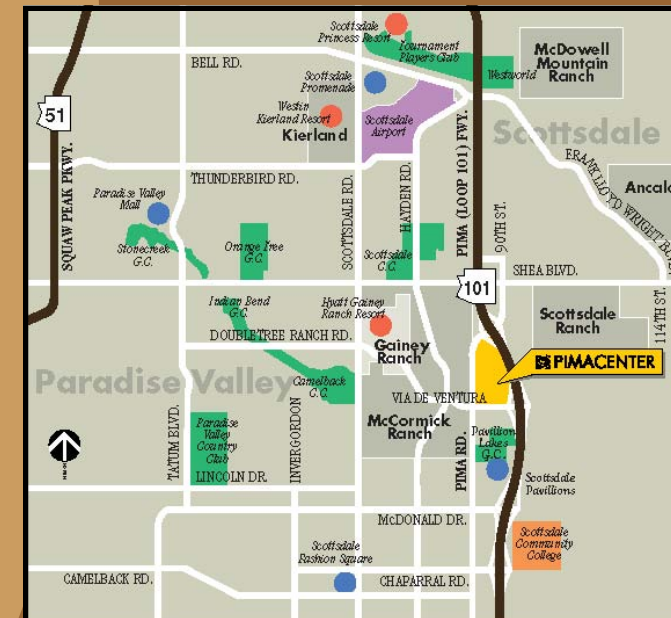 Scottsdale
Princess Resort
Tournament
Players Club
BELL RD.
McDowell
Mountain
Ranch
Westworld
Scottsdale
Promenade
51
Westin
Kierland Resort
Kierland
Scottsdale
Airport
Scottsdale
FRANK LLOYD WRIGHT BLVD
SQUAW PEAK PKWY.
THUNDERBIRD RD.
SCOTTSDALE RD.
HAYDEN RD.
PIMA (LOOP 101) FWY.
90TH ST.
Ancala
Paradise Valley
Mall
Stonecreek
G.C.
Orange Tree
G.C.
Scottsdale
C.C.
SHEA BLVD.
101
114TH ST.
Indian Bend
G.C.
Hyatt Gainey
Ranch Resort
DOUBLETREE RANCH RD.
Gainey
Ranch
Scottsdale
Ranch
PIMACENTER
Paradise Valley
Camelback
G.C.
VIA DE VENTURA
McCormick
Ranch
TATUM BLVD.
Paradise
Valley
Country
Club
INVERGORDON
PIMA RD.
Pavilion
Lakes
G.C.
LINCOLN DR.
Scottsdale
Pavilions
McDONALD DR.
Scottsdale
Community
College
Scottsdale
Fashion Square
CAMELBACK RD.
CHAPARRAL RD.